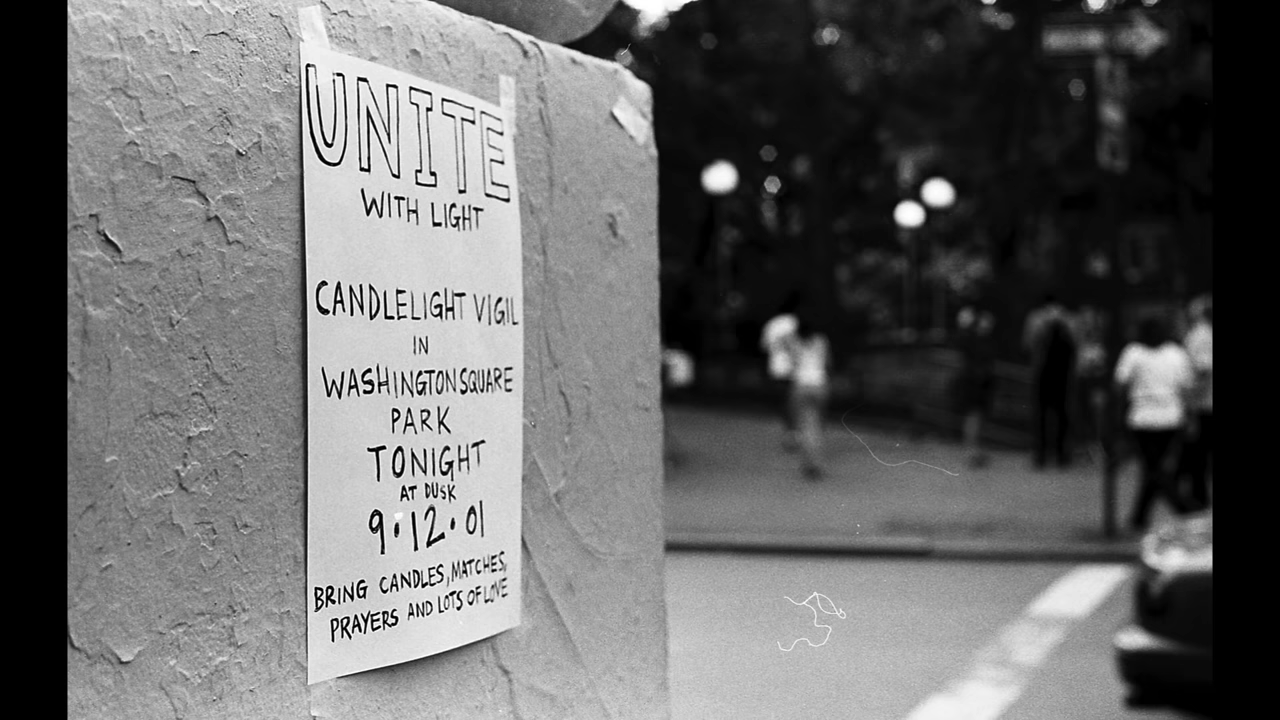 UNITE
WITH LIGHT
CANDLELIGHT VIGIL
IN
WASHINGTON SQUARE
PARK
TONIGHT
AT DUSK
9•12•01
BRING CANDLES, MATCHES,
PRAYERS AND LOTS OF LOVE